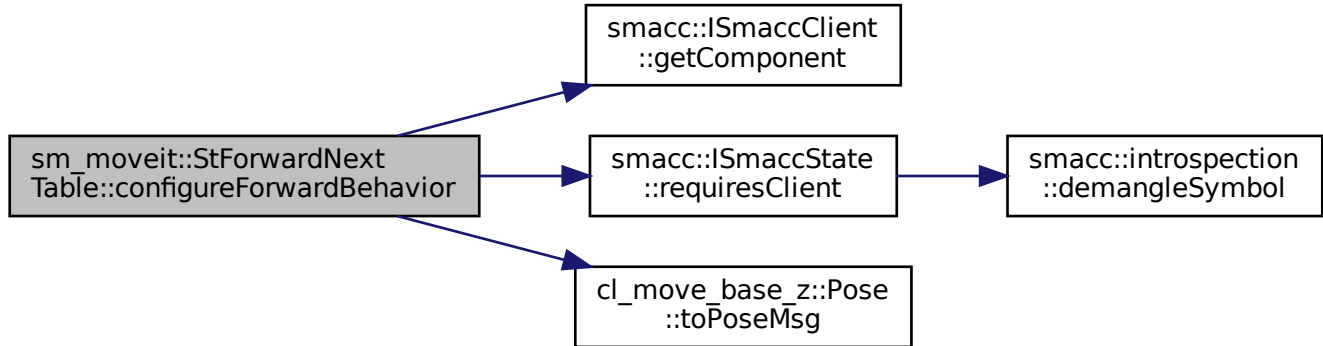 smacc::ISmaccClient
::getComponent
sm_moveit::StForwardNext
Table::configureForwardBehavior
smacc::ISmaccState
::requiresClient
smacc::introspection
::demangleSymbol
cl_move_base_z::Pose
::toPoseMsg